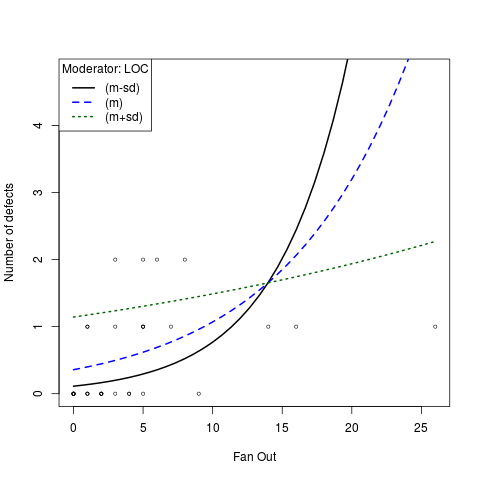 Moderator: LOC
(m-sd)
(m)
(m+sd)
Number of defects
4
3
2
1
0
0 5 10 15 20 25
Fan Out